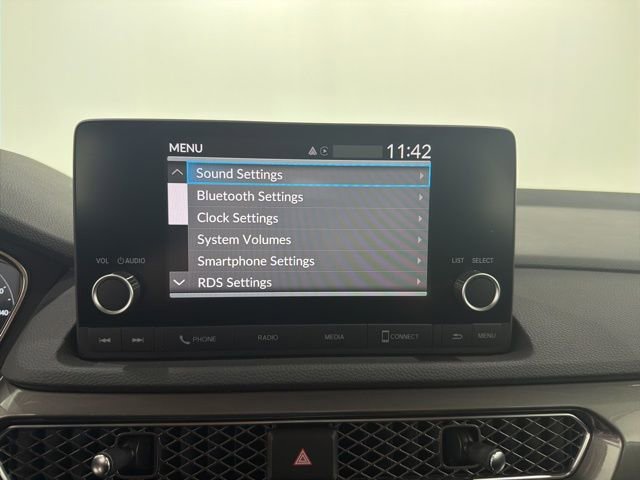 MENU 11:42
Sound Settings
Bluetooth Settings
Clock Settings
System Volumes
Smartphone Settings
RDS Settings
VOL AUDIO
LIST SELECT
PHONE RADIO MEDIA CONNECT MENU